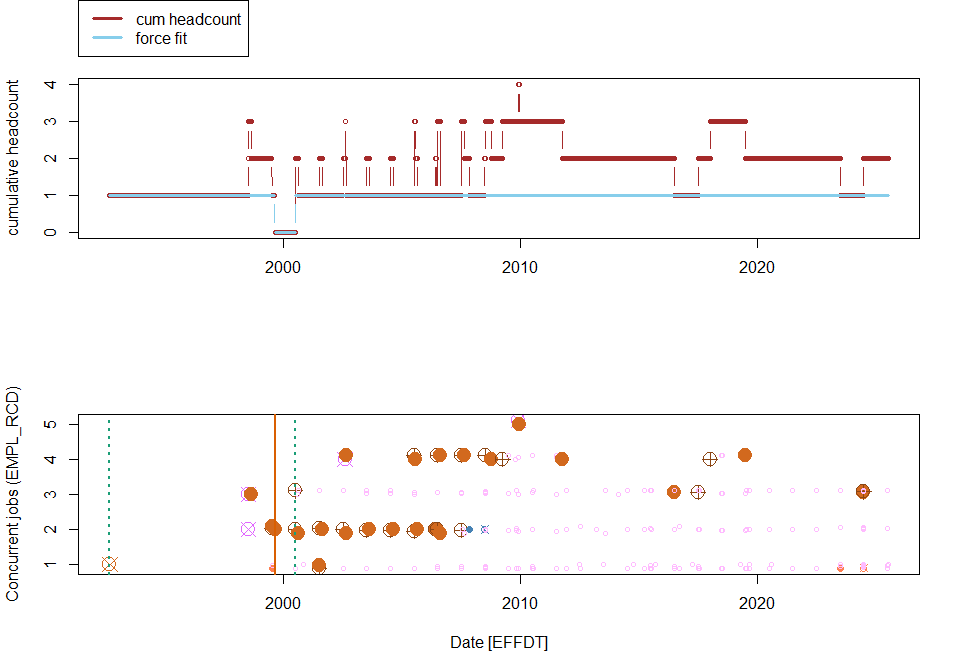 cum headcount
force fit
cumulative headcount
4
3
2
1
0
2000 2010 2020
Concurrent jobs (EMPL_RCD)
5
4
3
2
1
2000 2010 2020
Date [EFFDT]